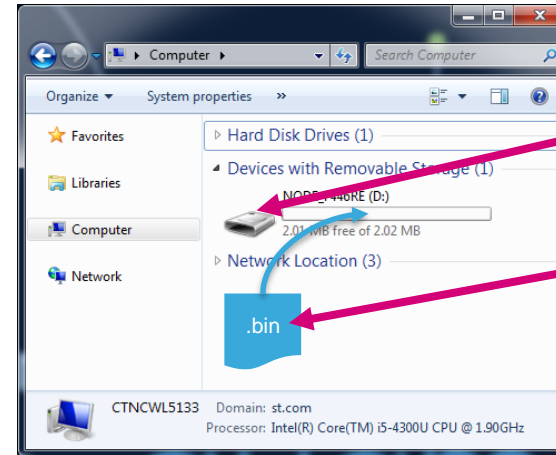 Computer
Search Computer
Organize
System properties
»
Favorites
Hard Disk Drives (1)
Devices with Removable Storage (1)
Libraries
NODE_F446RE (D:)
Computer
2.01 MB free of 2.02 MB
Network Location (3)
Network
.bin
CTNCWL5133
Domain: st.com
Processor: Intel(R) Core(TM) i5-4300U CPU @ 1.90GHz